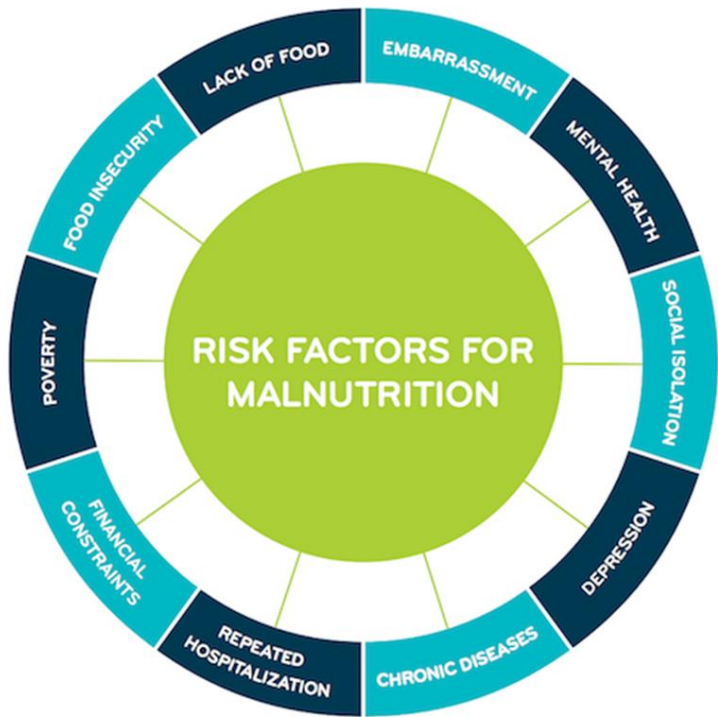 RISK FACTORS FOR
MALNUTRITION
EMBARRASSMENT
MENTAL HEALTH
SOCIAL ISOLATION
DEPRESSION
CHRONIC DISEASES
REPEATED
HOSPITALIZATION
FINANCIAL
CONSTRAINTS
POVERTY
FOOD INSECURITY
LACK OF FOOD